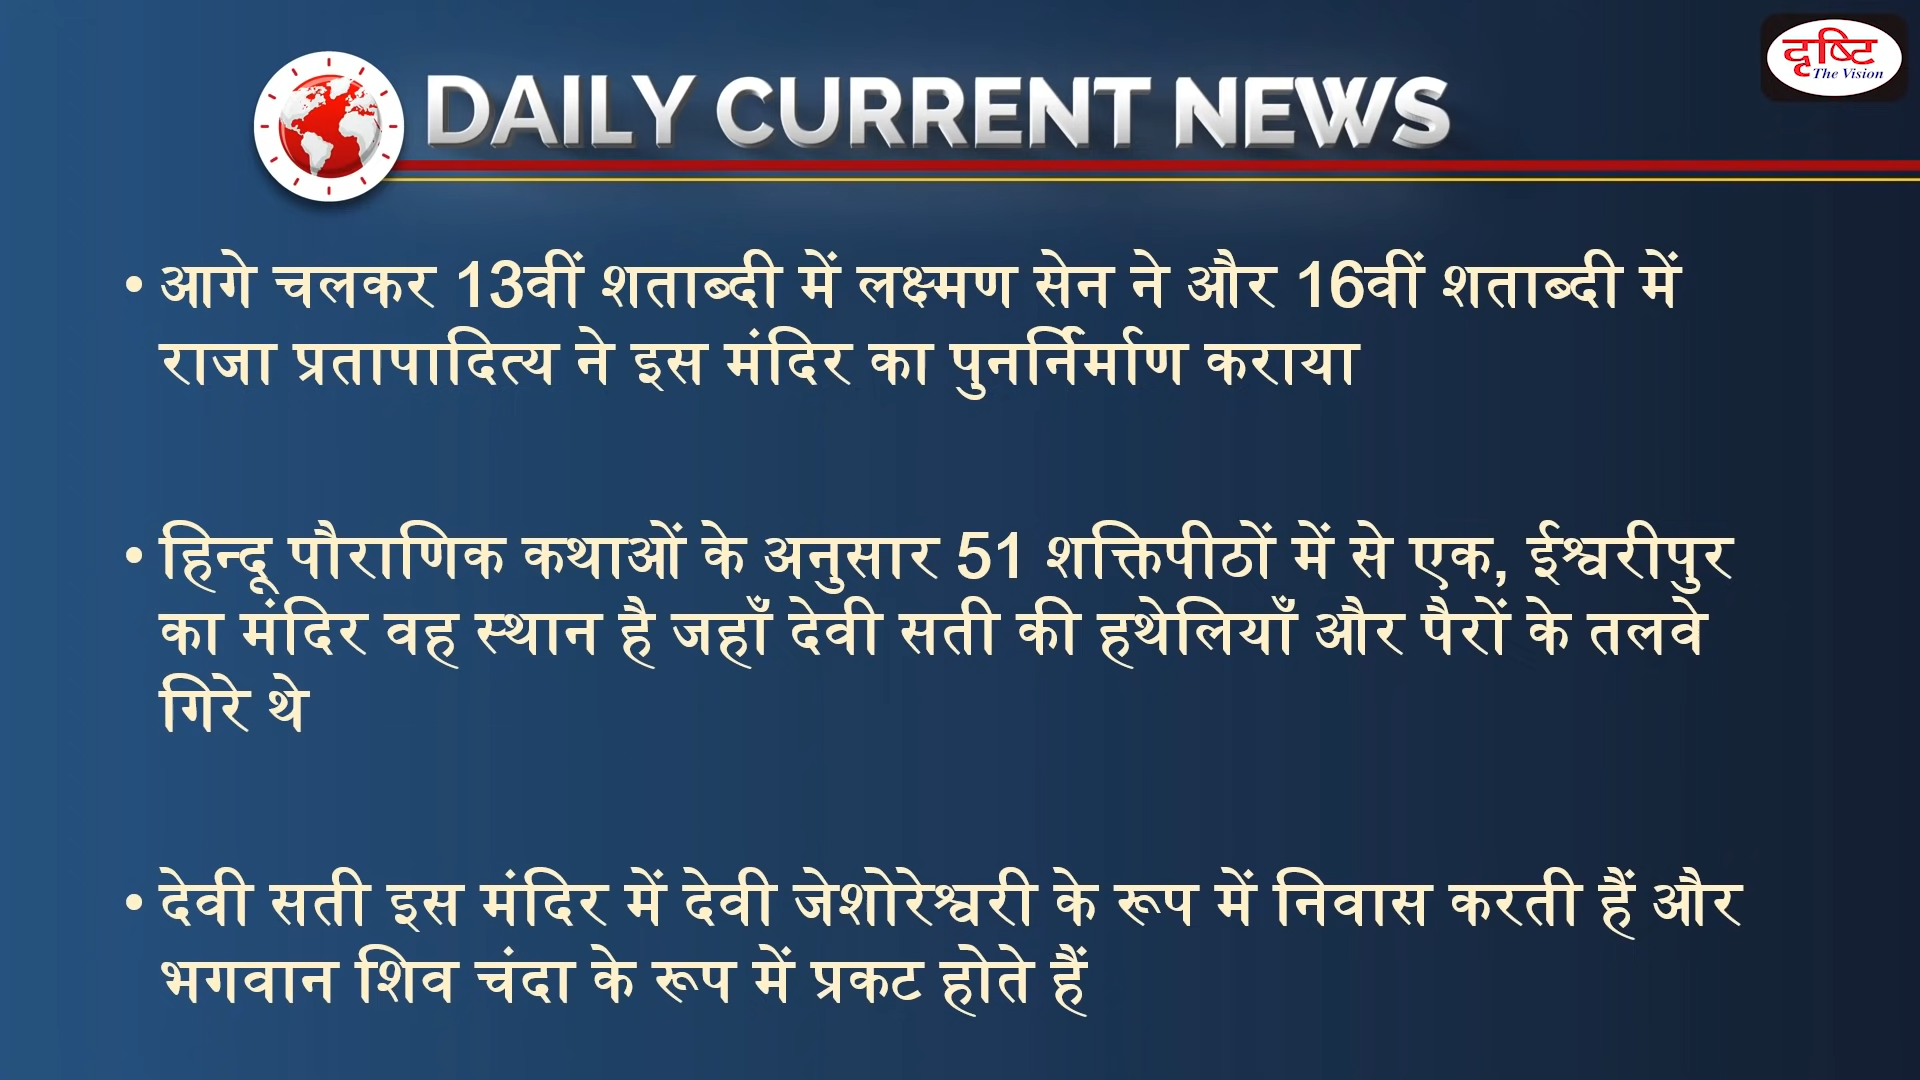 दृष्टि
The Vision
DAILY CURRENT NEWS
• आगे चलकर 13वीं शताब्दी में लक्ष्मण सेन ने और 16वीं शताब्दी में
राजा प्रतापादित्य ने इस मंदिर का पुनर्निर्माण कराया
• हिन्दू पौराणिक कथाओं के अनुसार 51 शक्तिपीठों में से एक, ईश्वरीपुर
का मंदिर वह स्थान है जहाँ देवी सती की हथेलियाँ और पैरों के तलवे
गिरे थे
• देवी सती इस मंदिर में देवी जेशोरेश्वरी के रूप में निवास करती हैं और
भगवान शिव चंदा के रूप में प्रकट होते हैं